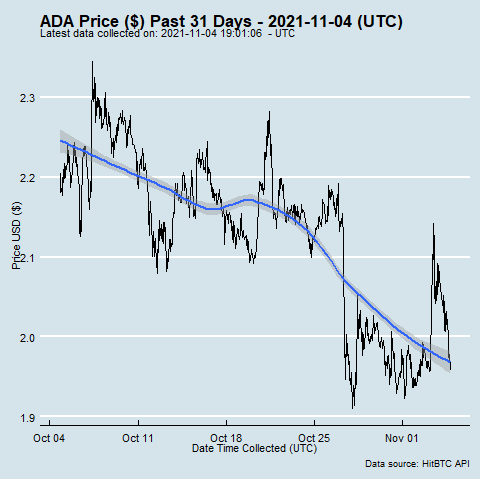 ADA Price ($) Past 31 Days - 2021-11-04 (UTC)
Latest data collected on: 2021-11-04 19:01:06 - UTC
Price USD ($)
2.3
2.2
2.1
2.0
1.9
Oct 04 Oct 11 Oct 18 Oct 25 Nov 01
Date Time Collected (UTC)
Data source: HitBTC API